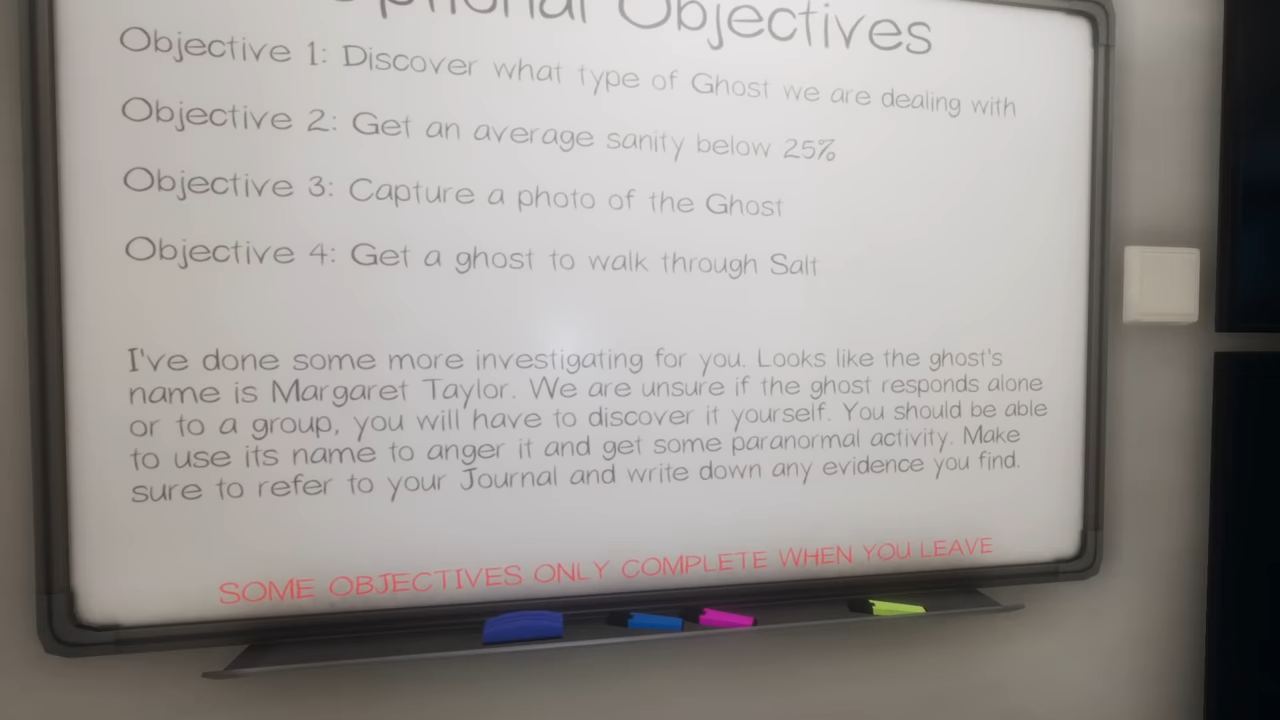 Optional Objectives
Objective 1: Discover what type of Ghost we are dealing with
Objective 2: Get an average sanity below 25%
Objective 3: Capture a photo of the Ghost
Objective 4: Get a ghost to walk through Salt
I've done some more investigating for you. Looks like the ghost's
name is Margaret Taylor. We are unsure if the ghost responds alone
or to a group, you will have to discover it yourself. You should be able
to use its name to anger it and get some paranormal activity. Make
sure to refer to your Journal and write down any evidence you find.
SOME OBJECTIVES ONLY COMPLETE WHEN YOU LEAVE